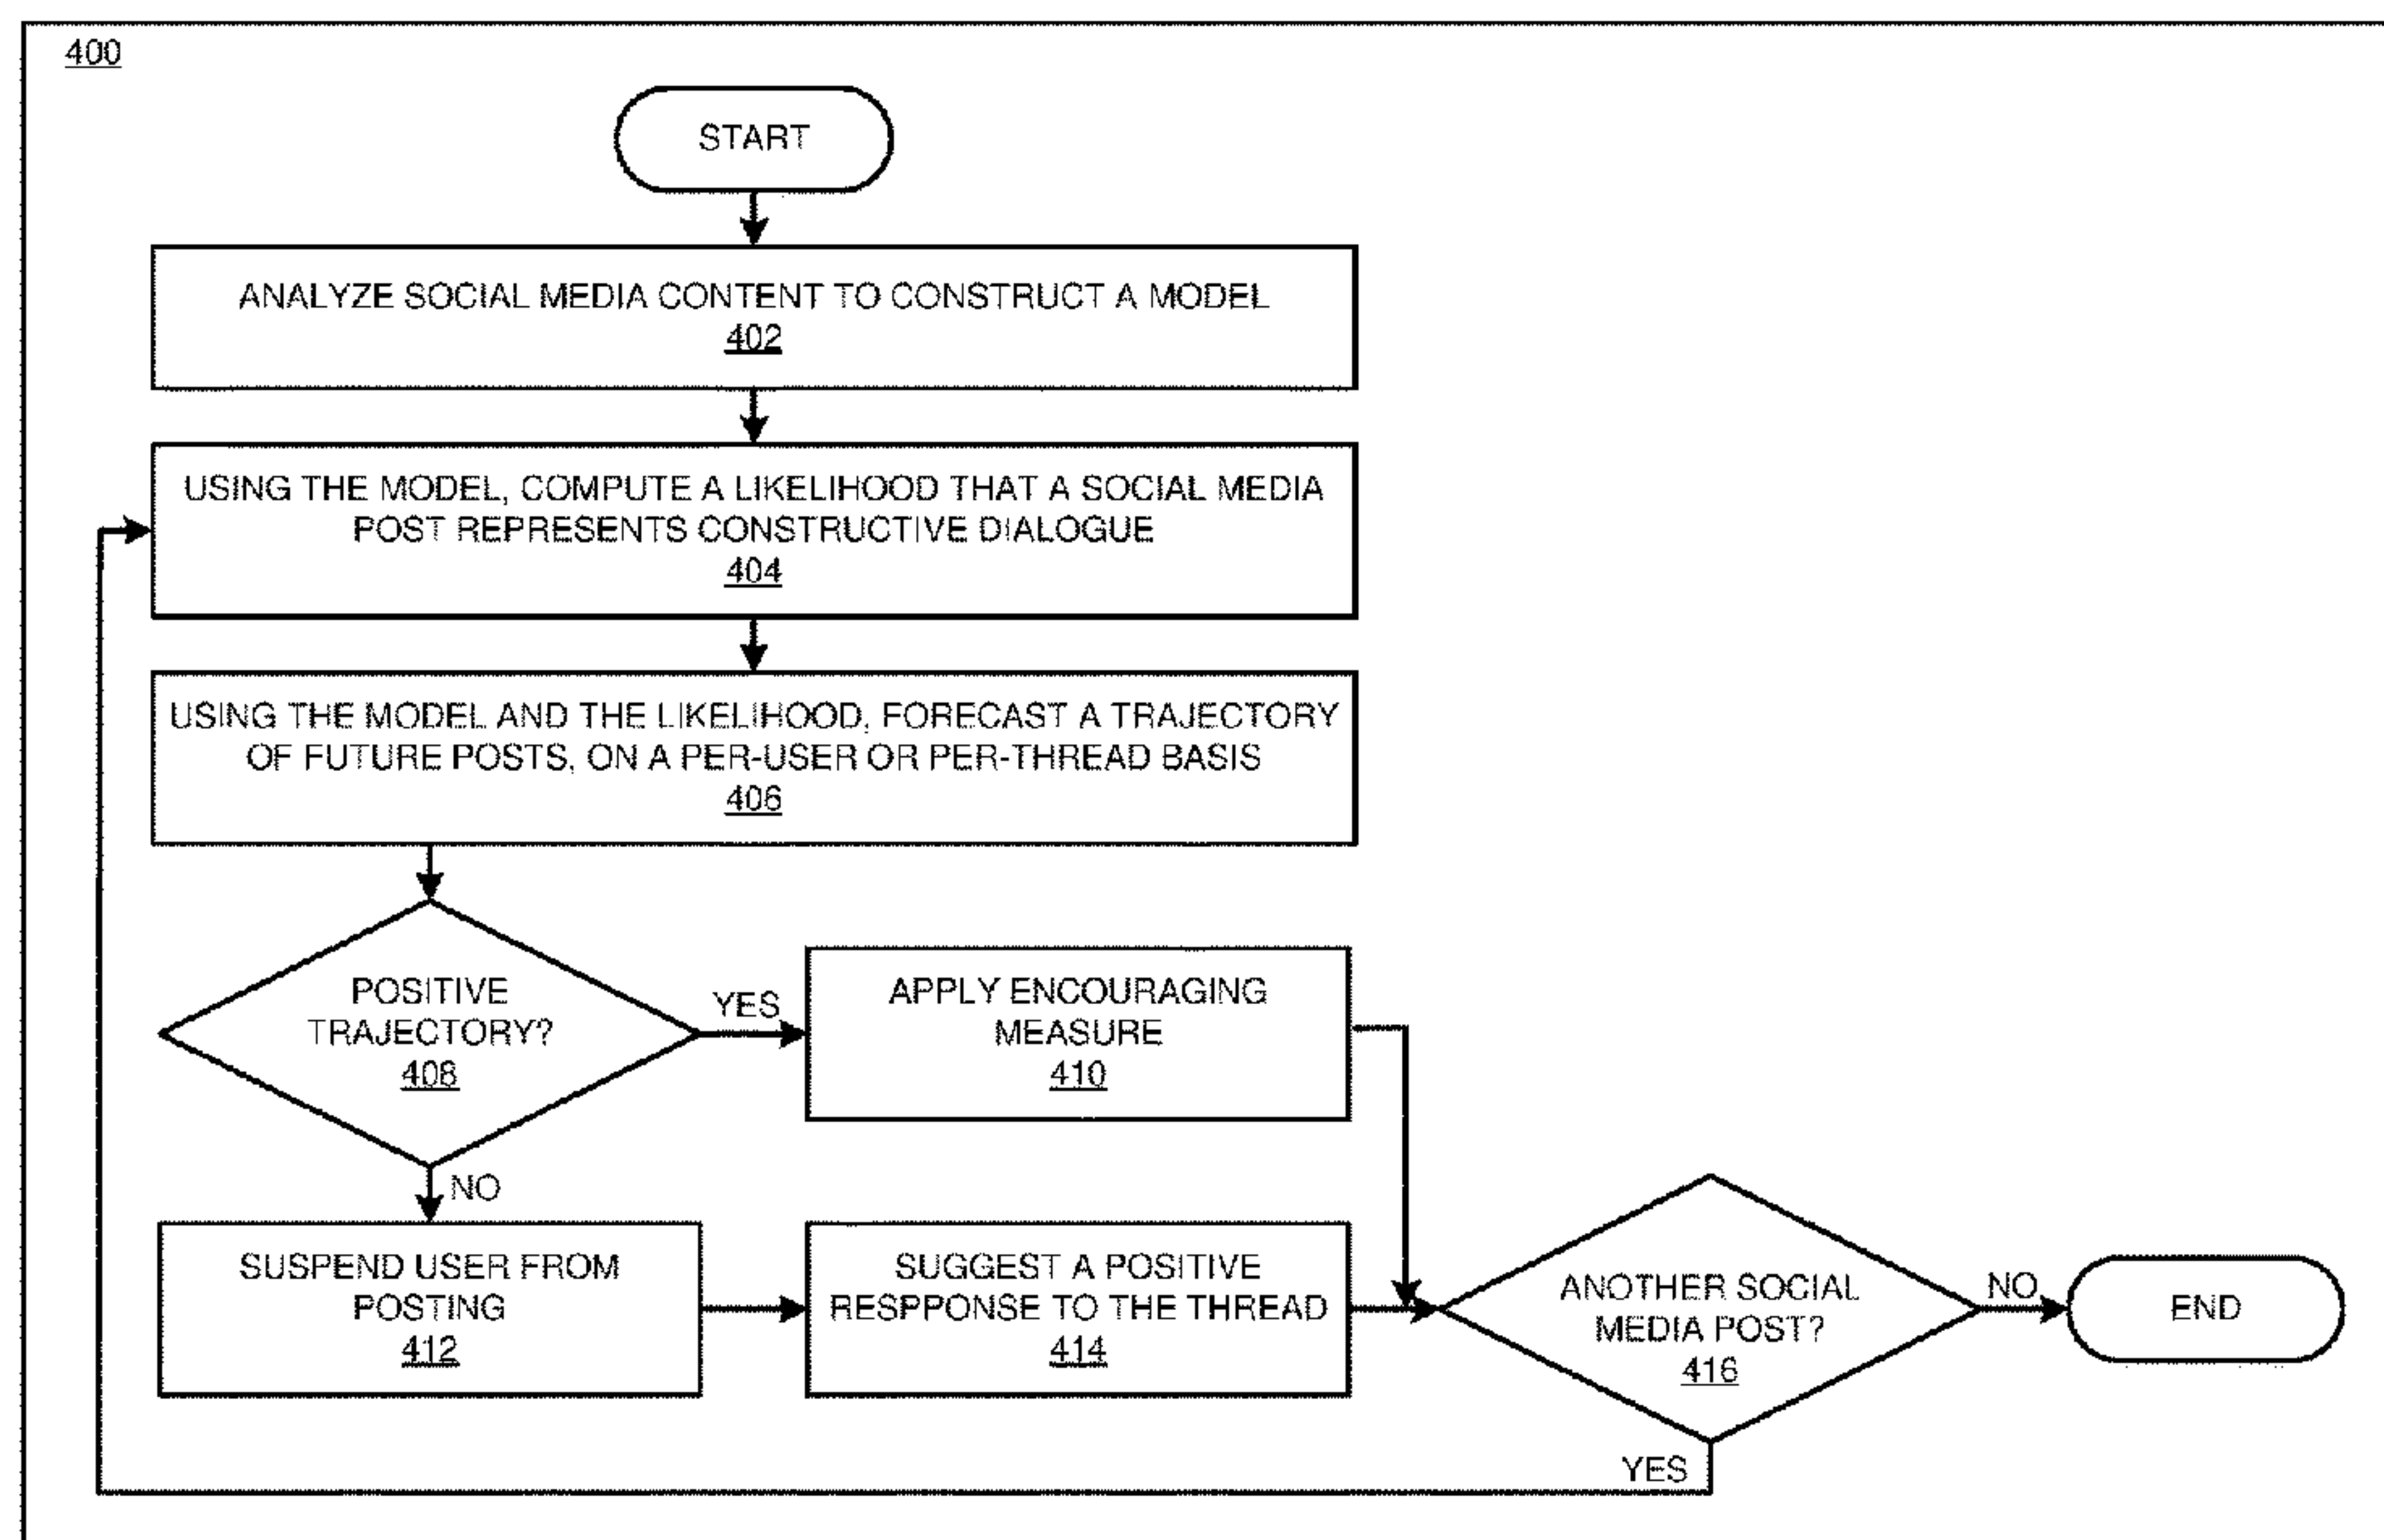 400
START
ANALYZE SOCIAL MEDIA CONTENT TO CONSTRUCT A MODEL
402
USING THE MODEL, COMPUTE A LIKELIHOOD THAT A SOCIAL MEDIA
POST REPRESENTS CONSTRUCTIVE DIALOGUE
404
USING THE MODEL AND THE LIKELIHOOD, FORECAST A TRAJECTORY
OF FUTURE POSTS, ON A PER-USER OR PER-THREAD BASIS
406
POSITIVE
TRAJECTORY?
408
YES
APPLY ENCOURAGING
MEASURE
410
NO
SUSPEND USER FROM
POSTING
412
SUGGEST A POSITIVE
RESPPONSE TO THE THREAD
414
ANOTHER SOCIAL
MEDIA POST?
416
NO
END
YES